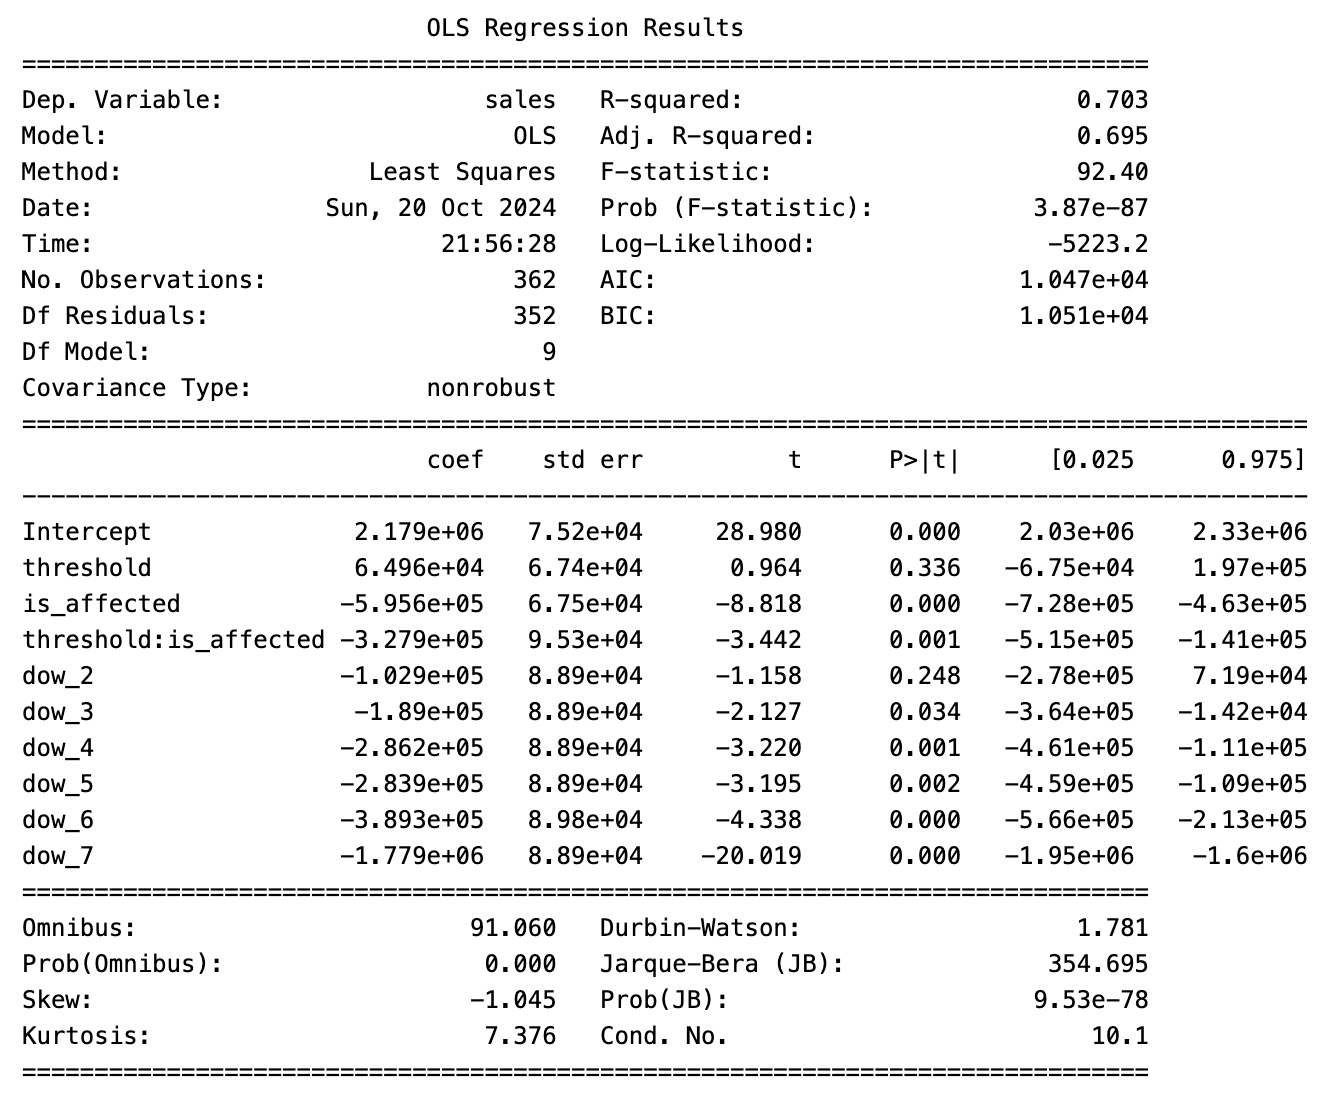 OLS Regression Results
==============================================================================
Dep. Variable: sales R-squared: 0.703
Model: OLS Adj. R-squared: 0.695
Method: Least Squares F-statistic: 92.40
Date: Sun, 20 Oct 2024 Prob (F-statistic): 3.87e-87
Time: 21:56:28 Log-Likelihood: -5223.2
No. Observations: 362 AIC: 1.047e+04
Df Residuals: 352 BIC: 1.051e+04
Df Model: 9
Covariance Type: nonrobust
=========================================================================================
coef std err t P>|t| [0.025 0.975]
-----------------------------------------------------------------------------------------
Intercept 2.179e+06 7.52e+04 28.980 0.000 2.03e+06 2.33e+06
threshold 6.496e+04 6.74e+04 0.964 0.336 -6.75e+04 1.97e+05
is_affected -5.956e+05 6.75e+04 -8.818 0.000 -7.28e+05 -4.63e+05
threshold:is_affected -3.279e+05 9.53e+04 -3.442 0.001 -5.15e+05 -1.41e+05
dow_2 -1.029e+05 8.89e+04 -1.158 0.248 -2.78e+05 7.19e+04
dow_3 -1.89e+05 8.89e+04 -2.127 0.034 -3.64e+05 -1.42e+04
dow_4 -2.862e+05 8.89e+04 -3.220 0.001 -4.61e+05 -1.11e+05
dow_5 -2.839e+05 8.89e+04 -3.195 0.002 -4.59e+05 -1.09e+05
dow_6 -3.893e+05 8.98e+04 -4.338 0.000 -5.66e+05 -2.13e+05
dow_7 -1.779e+06 8.89e+04 -20.019 0.000 -1.95e+06 -1.6e+06
==============================================================================
Omnibus: 91.060 Durbin-Watson: 1.781
Prob(Omnibus): 0.000 Jarque-Bera (JB): 354.695
Skew: -1.045 Prob(JB): 9.53e-78
Kurtosis: 7.376 Cond. No. 10.1
==============================================================================